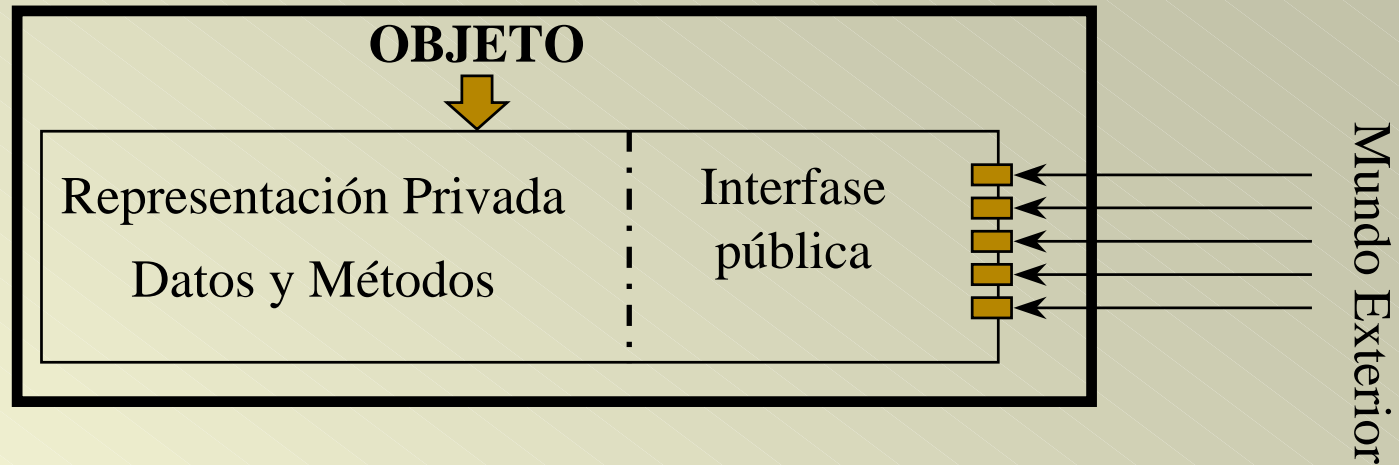 OBJETO
Representación Privada
Datos y Métodos
Interfase
pública
Mundo Exterior